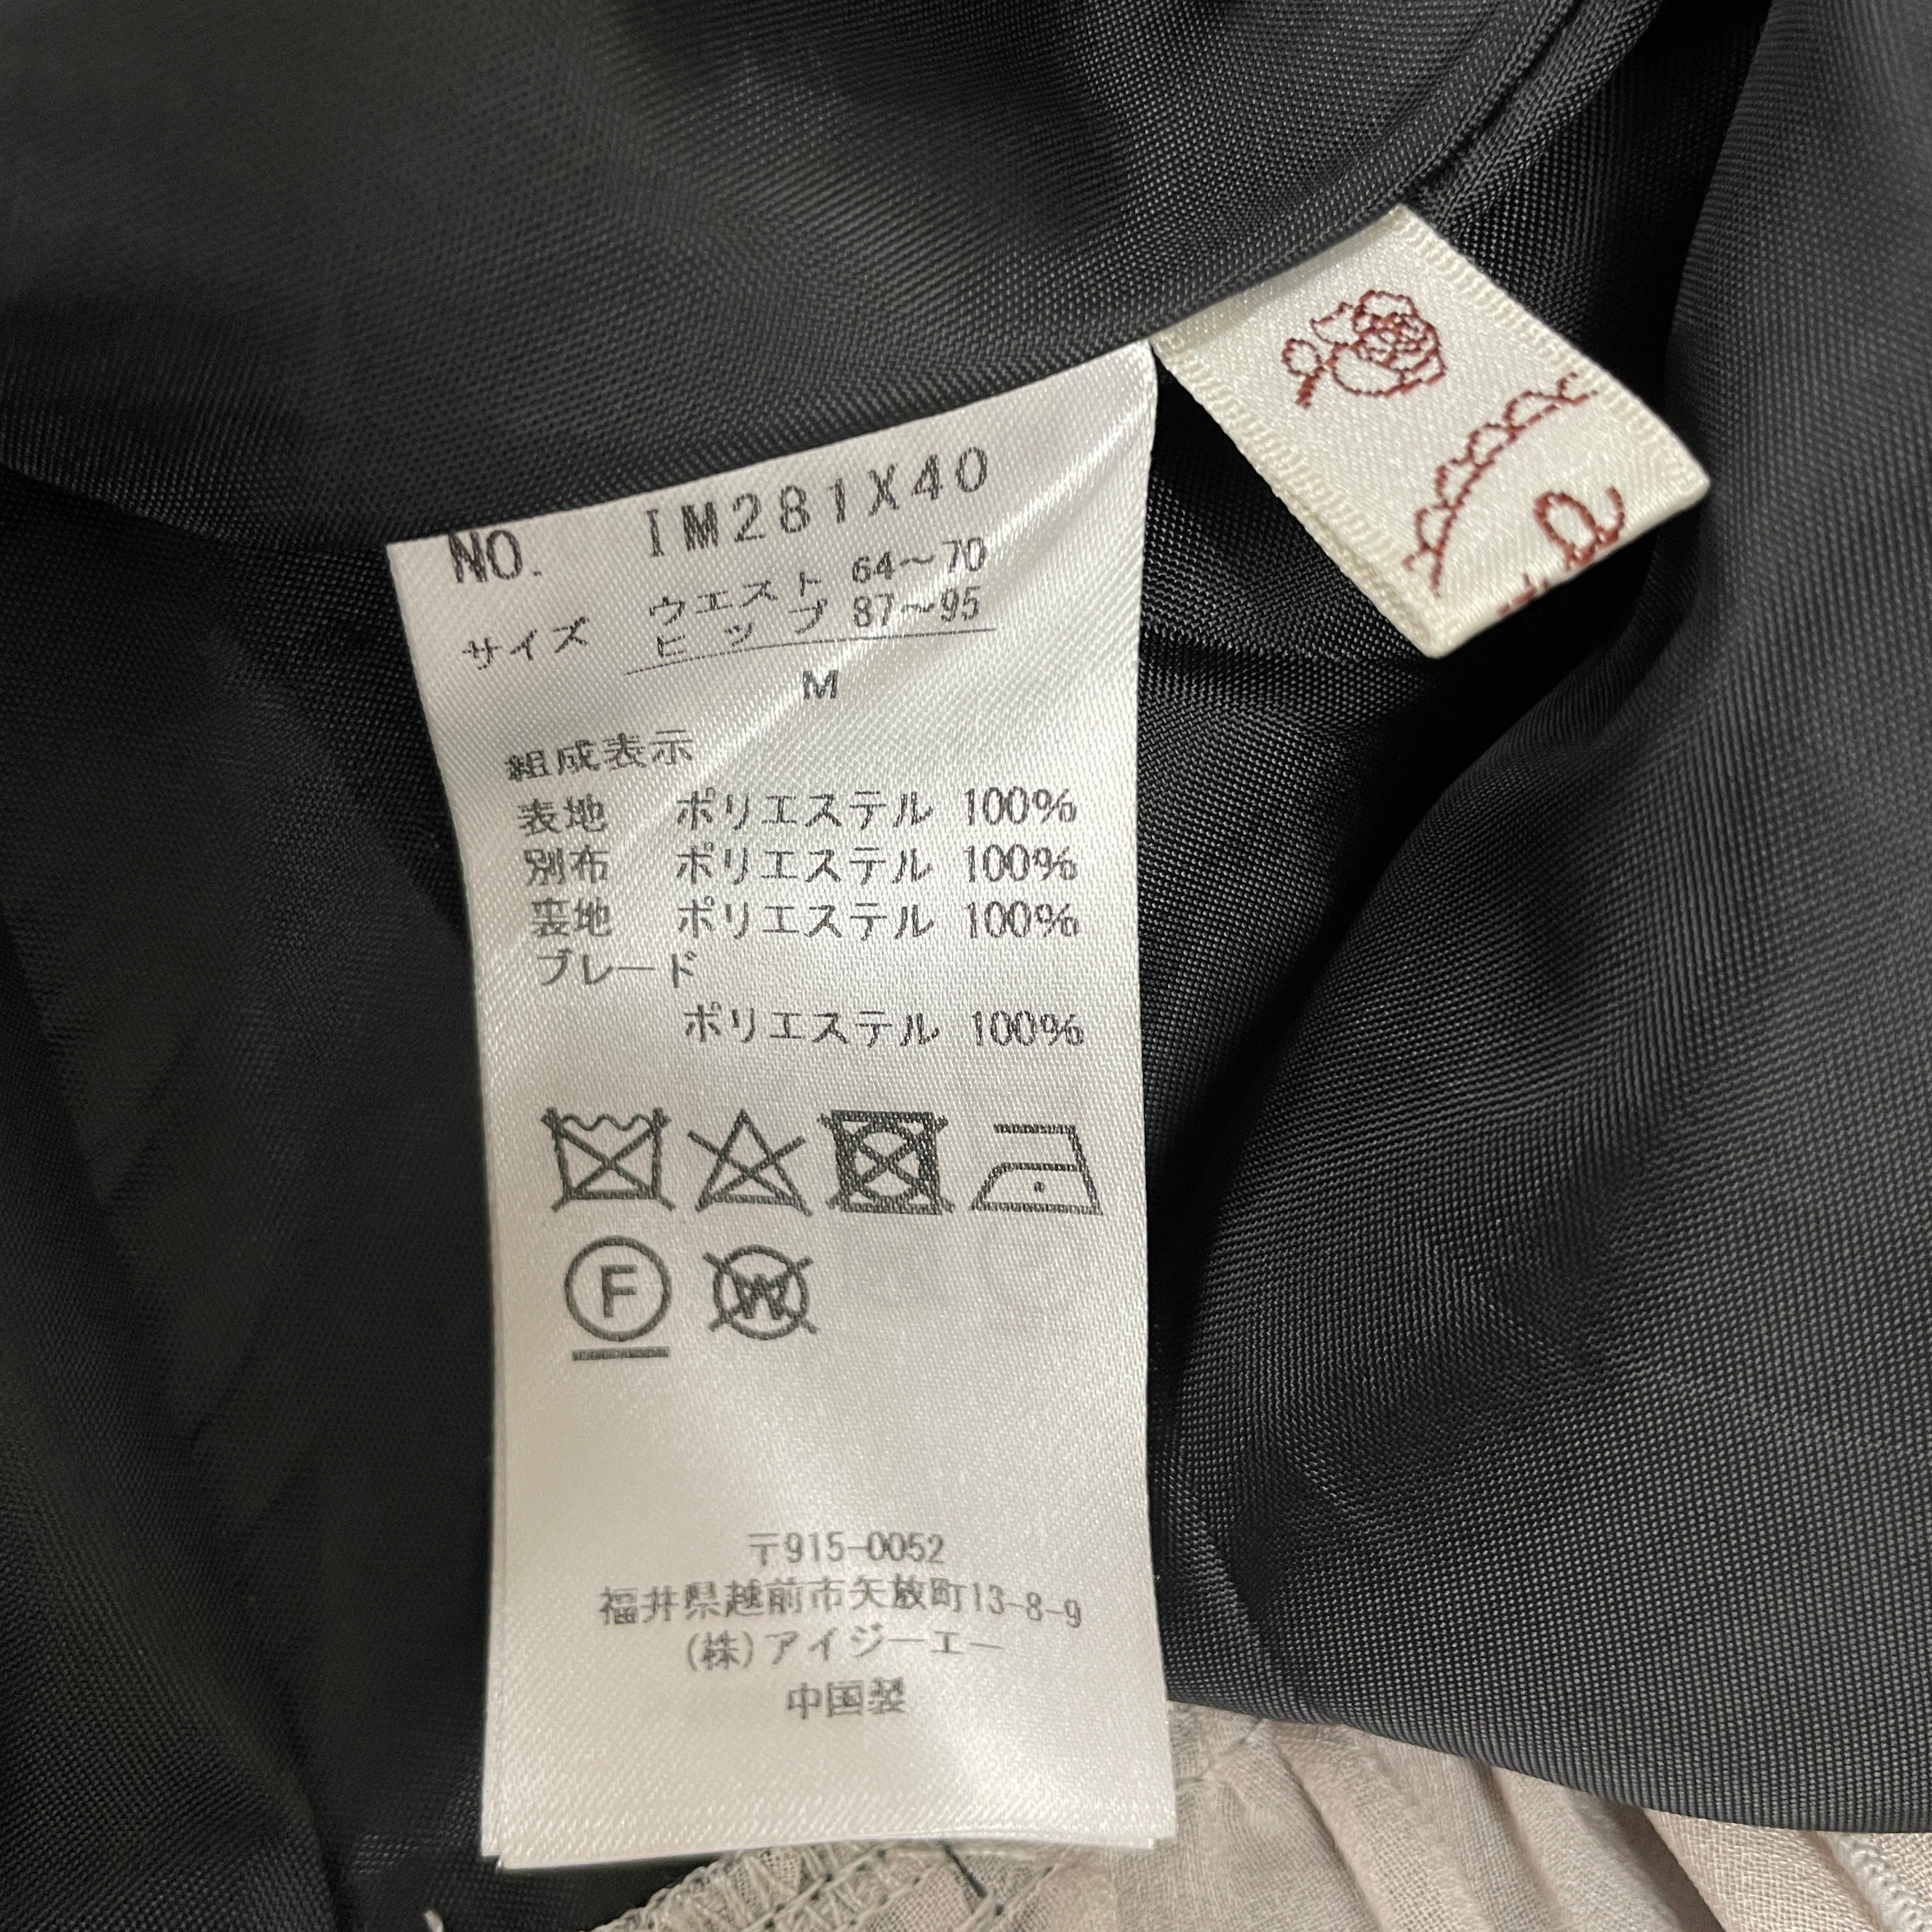 NO. IM281X40
サイズ ウエスト 64～70
ヒップ 87～95
M
組成表示
表地 ポリエステル 100%
別布 ポリエステル 100%
裏地 ポリエステル 100%
ブレード
ポリエステル 100%
F W
〒915-0052
福井県越前市矢放町13-8-9
(株)アイジーエー
中国製